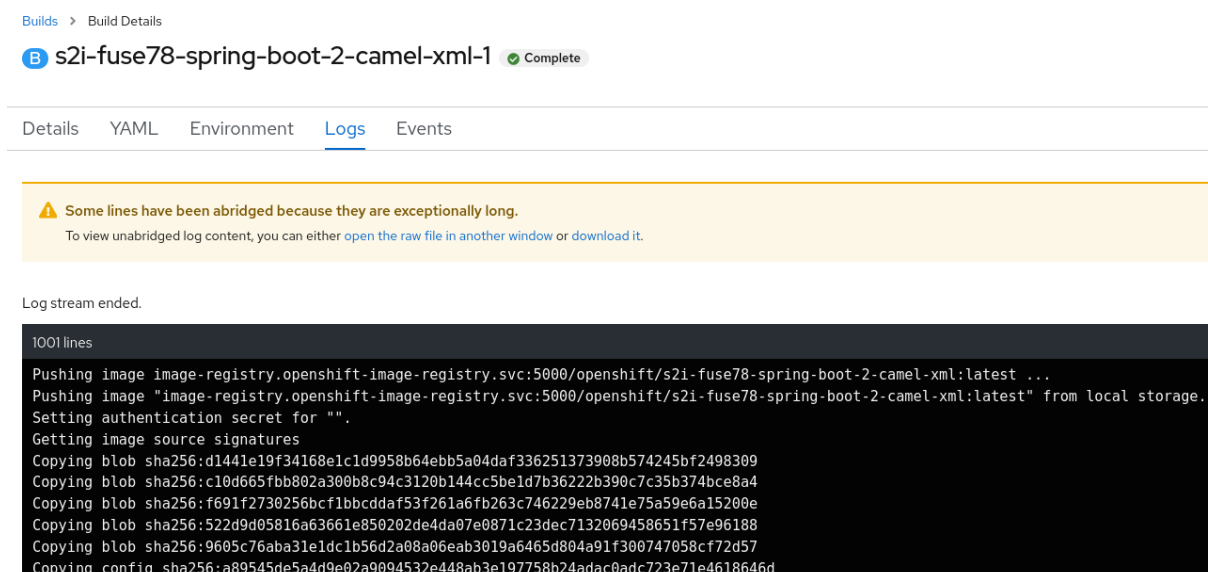 Builds > Build Details
B s2i-fuse78-spring-boot-2-camel-xml-1 Complete
Details YAML Environment Logs Events
Some lines have been abridged because they are exceptionally long.
To view unabridged log content, you can either open the raw file in another window or download it.
Log stream ended.
1001 lines
Pushing image image-registry.openshift-image-registry.svc:5000/openshift/s2i-fuse78-spring-boot-2-camel-xml:latest ...
Pushing image "image-registry.openshift-image-registry.svc:5000/openshift/s2i-fuse78-spring-boot-2-camel-xml:latest" from local storage.
Setting authentication secret for "".
Getting image source signatures
Copying blob sha256:d1441e19f34168e1c1d9958b64ebb5a04daf336251373908b574245bf2498309
Copying blob sha256:c10d665fbb802a300b8c94c3120b144cc5be1d7b36222b390c7c35b374bce8a4
Copying blob sha256:f691f2730256bcf1bbcddaf53f261a6fb263c746229eb8741e75a59e6a15200e
Copying blob sha256:522d9d05816a63661e850202de4da07e0871c23dec7132069458651f57e96188
Copying blob sha256:9605c76aba31e1dc1b56d2a08a06eab3019a6465d804a91f300747058cf72d57
Copying config sha256:a89545de5a4d9e02a9094532e448ab3e197758b24adac0adc723e71e4618646d